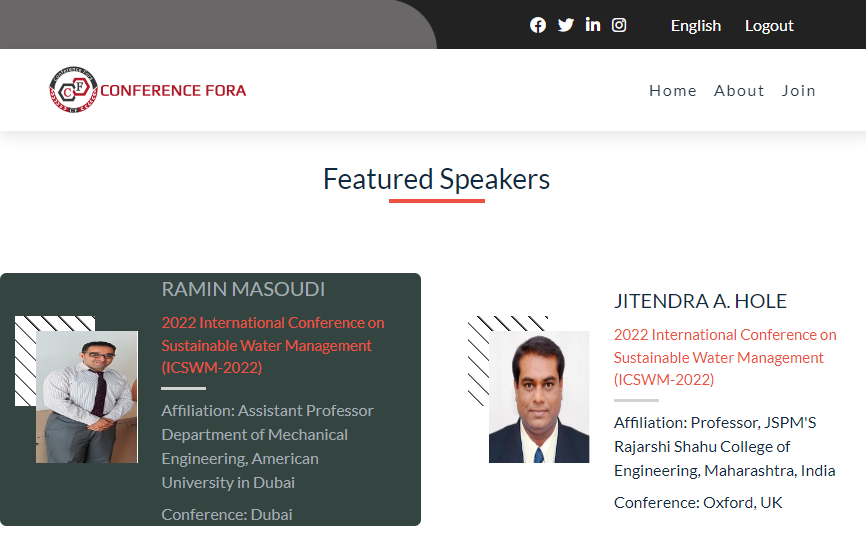 English Logout
CONFERENCE FORA
Home About Join
Featured Speakers
RAMIN MASOUDI
2022 International Conference on
Sustainable Water Management
(ICSWM-2022)
Affiliation: Assistant Professor
Department of Mechanical
Engineering, American
University in Dubai
Conference: Dubai
JITENDRA A. HOLE
2022 International Conference on
Sustainable Water Management
(ICSWM-2022)
Affiliation: Professor, JSPM'S
Rajarshi Shahu College of
Engineering, Maharashtra, India
Conference: Oxford, UK